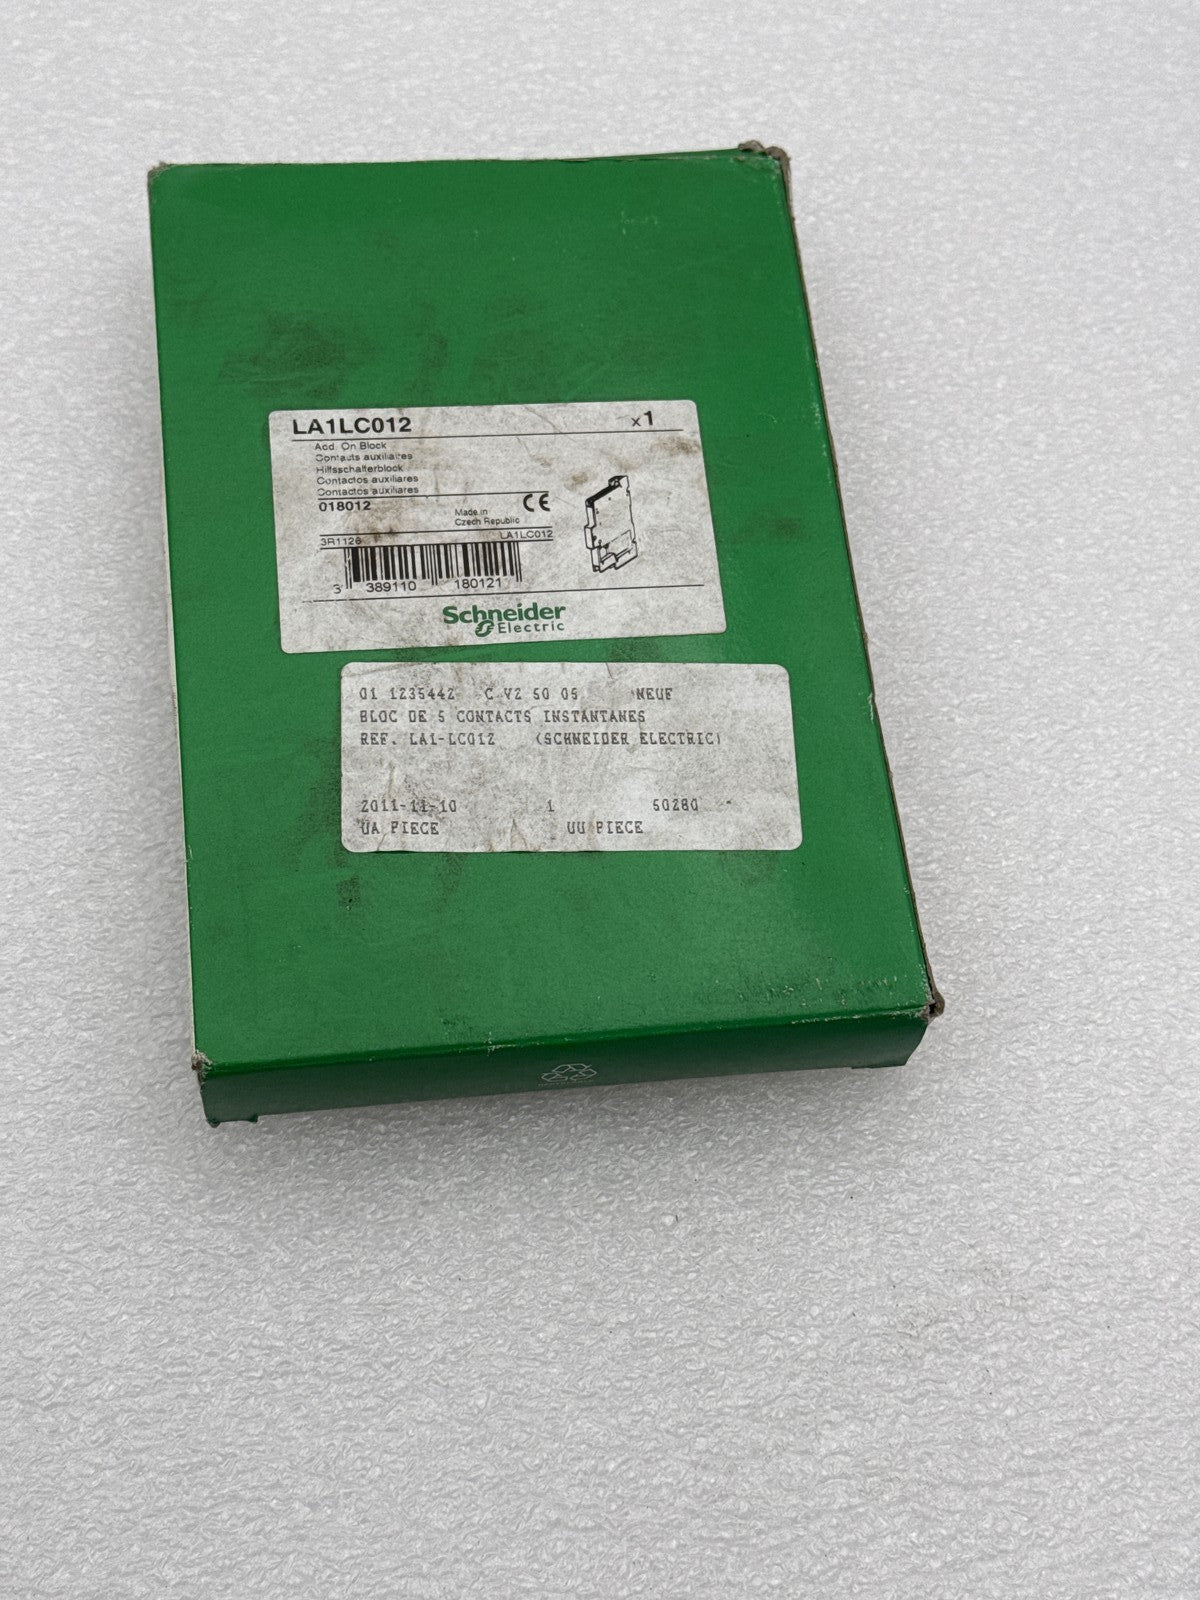 LA1LC012 x1
Add On Block
Contacts auxiliaires
Hilfsschalterblock
Contactos auxiliares
Contactos auxiliares
018012
Made in
Czech Republic
CE
3R1126 LA1LC012
3 389110 180121
Schneider
Electric
01 1235442 C V2 50 05 NEUF
BLOC DE 5 CONTACTS INSTANTANES
REF. LA1-LC012 (SCHNEIDER ELECTRIC)
2011-11-10 1 50280
UA PIECE UU PIECE